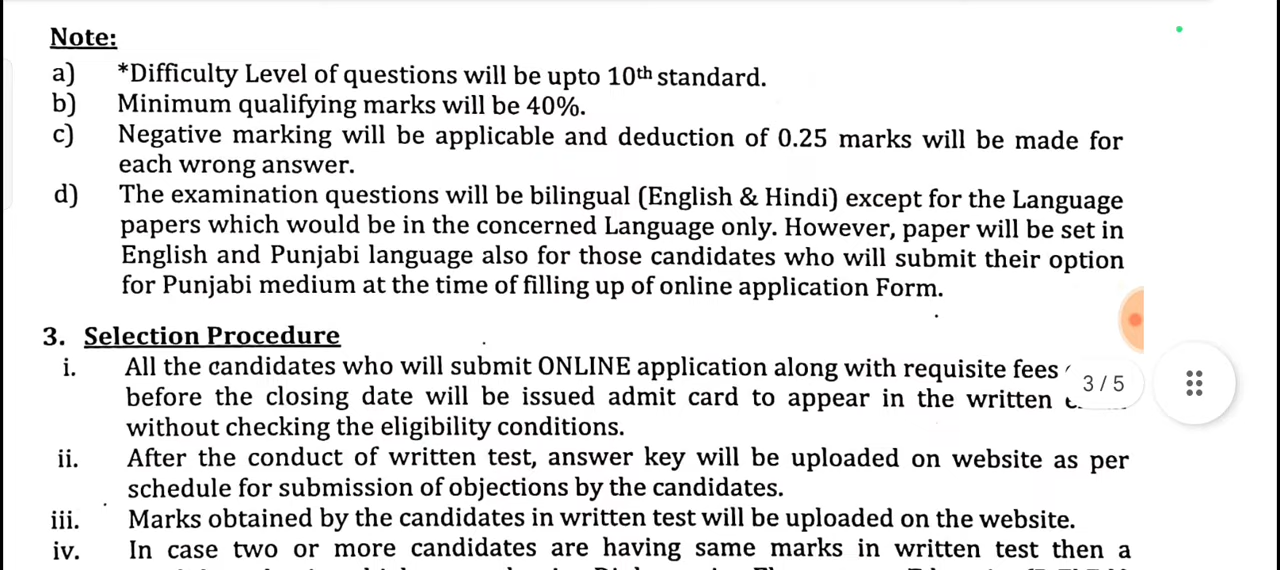 Note:
a) *Difficulty Level of questions will be upto 10th standard.
b) Minimum qualifying marks will be 40%.
c) Negative marking will be applicable and deduction of 0.25 marks will be made for
each wrong answer.
d) The examination questions will be bilingual (English & Hindi) except for the Language
papers which would be in the concerned Language only. However, paper will be set in
English and Punjabi language also for those candidates who will submit their option
for Punjabi medium at the time of filling up of online application Form.
3. Selection Procedure
i. All the candidates who will submit ONLINE application along with requisite fees
3 / 5
before the closing date will be issued admit card to appear in the written
without checking the eligibility conditions.
ii. After the conduct of written test, answer key will be uploaded on website as per
schedule for submission of objections by the candidates.
iii. Marks obtained by the candidates in written test will be uploaded on the website.
iv. In case two or more candidates are having same marks in written test then a